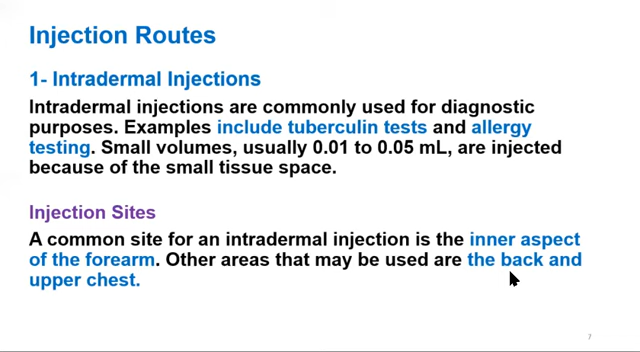 Injection Routes
1- Intradermal Injections
Intradermal injections are commonly used for diagnostic
purposes. Examples include tuberculin tests and allergy
testing. Small volumes, usually 0.01 to 0.05 mL, are injected
because of the small tissue space.
Injection Sites
A common site for an intradermal injection is the inner aspect
of the forearm. Other areas that may be used are the back and
upper chest.
7